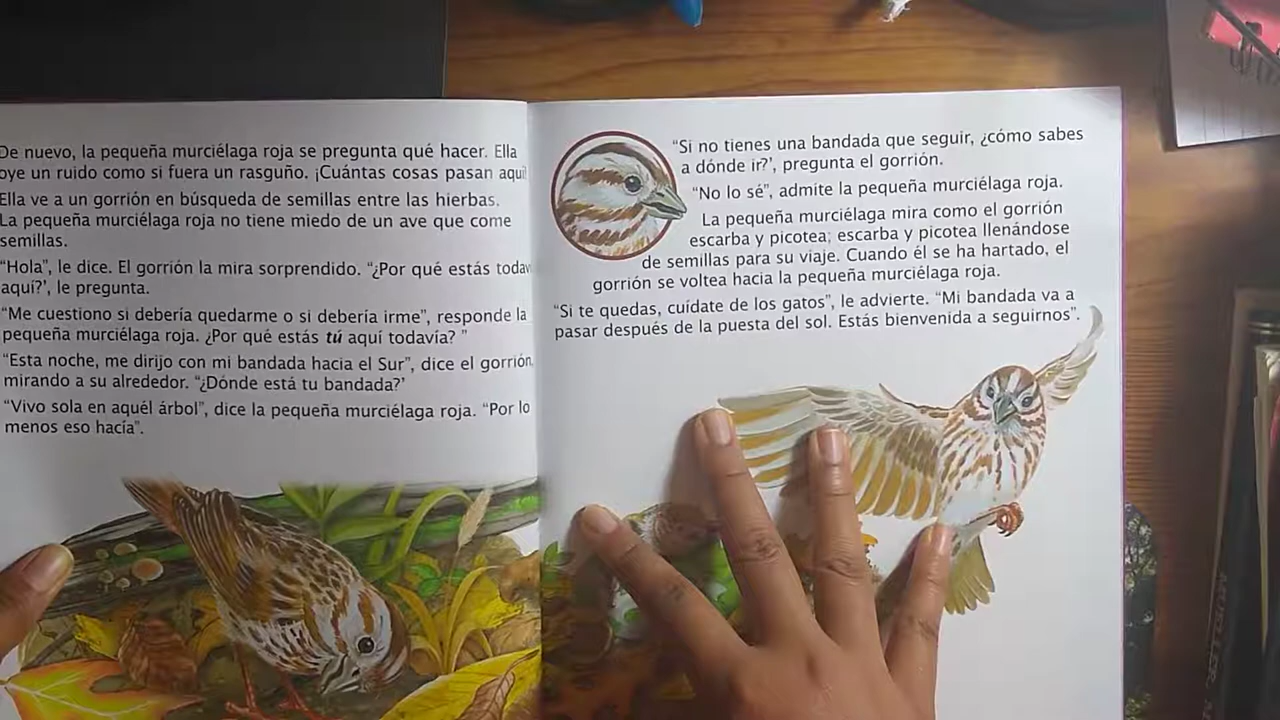 De nuevo, la pequeña murciélaga roja se pregunta qué hacer. Ella
oye un ruido como si fuera un rasguño. ¡Cuántas cosas pasan aquí!
Ella ve a un gorrión en búsqueda de semillas entre las hierbas.
La pequeña murciélaga roja no tiene miedo de un ave que come
semillas.
“Hola”, le dice. El gorrión la mira sorprendido. “¿Por qué estás todav
aquí?’, le pregunta.
“Me cuestiono si debería quedarme o si debería irme”, responde la
pequeña murciélaga roja. ¿Por qué estás tú aquí todavía? ”
“Esta noche, me dirijo con mi bandada hacia el Sur”, dice el gorrión,
mirando a su alrededor. “¿Dónde está tu bandada?’
“Vivo sola en aquél árbol”, dice la pequeña murciélaga roja. “Por lo
menos eso hacía”.
“Si no tienes una bandada que seguir, ¿cómo sabes
a dónde ir?’, pregunta el gorrión.
“No lo sé”, admite la pequeña murciélaga roja.
La pequeña murciélaga mira como el gorrión
escarba y picotea; escarba y picotea llenándose
de semillas para su viaje. Cuando él se ha hartado, el
gorrión se voltea hacia la pequeña murciélaga roja.
“Si te quedas, cuídate de los gatos”, le advierte. “Mi bandada va a
pasar después de la puesta del sol. Estás bienvenida a seguirnos”.